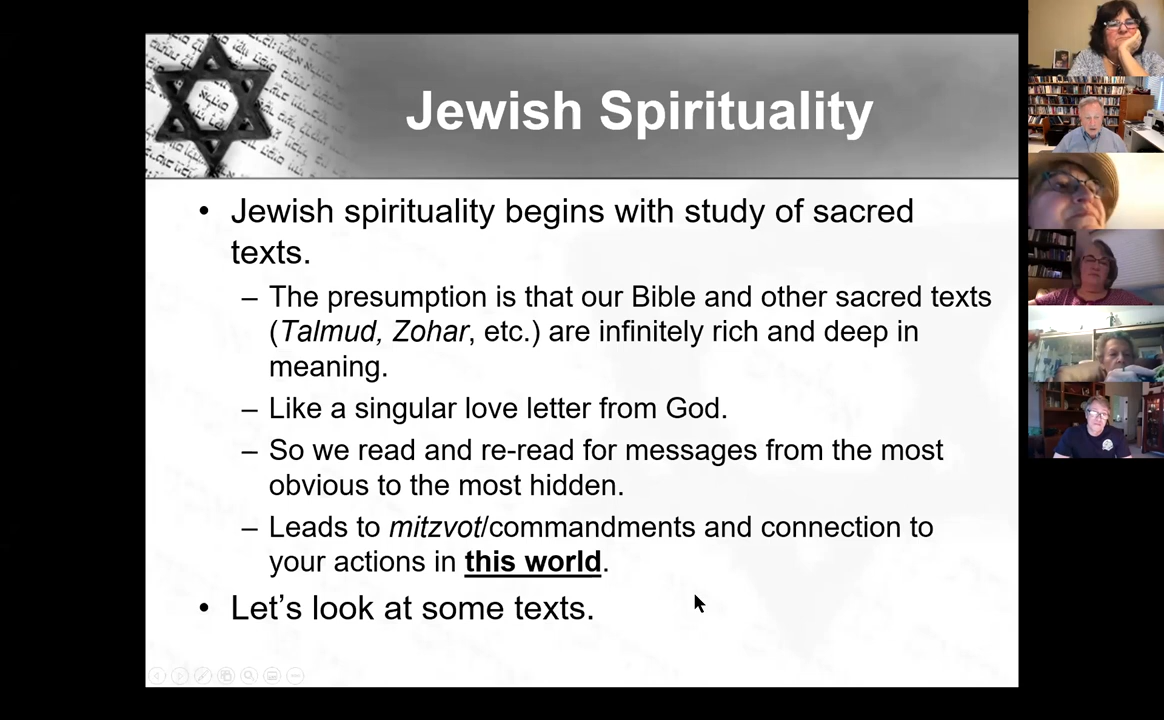 Jewish Spirituality
• Jewish spirituality begins with study of sacred
texts.
– The presumption is that our Bible and other sacred texts
(Talmud, Zohar, etc.) are infinitely rich and deep in
meaning.
– Like a singular love letter from God.
– So we read and re-read for messages from the most
obvious to the most hidden.
– Leads to mitzvot/commandments and connection to
your actions in this world.
• Let’s look at some texts.